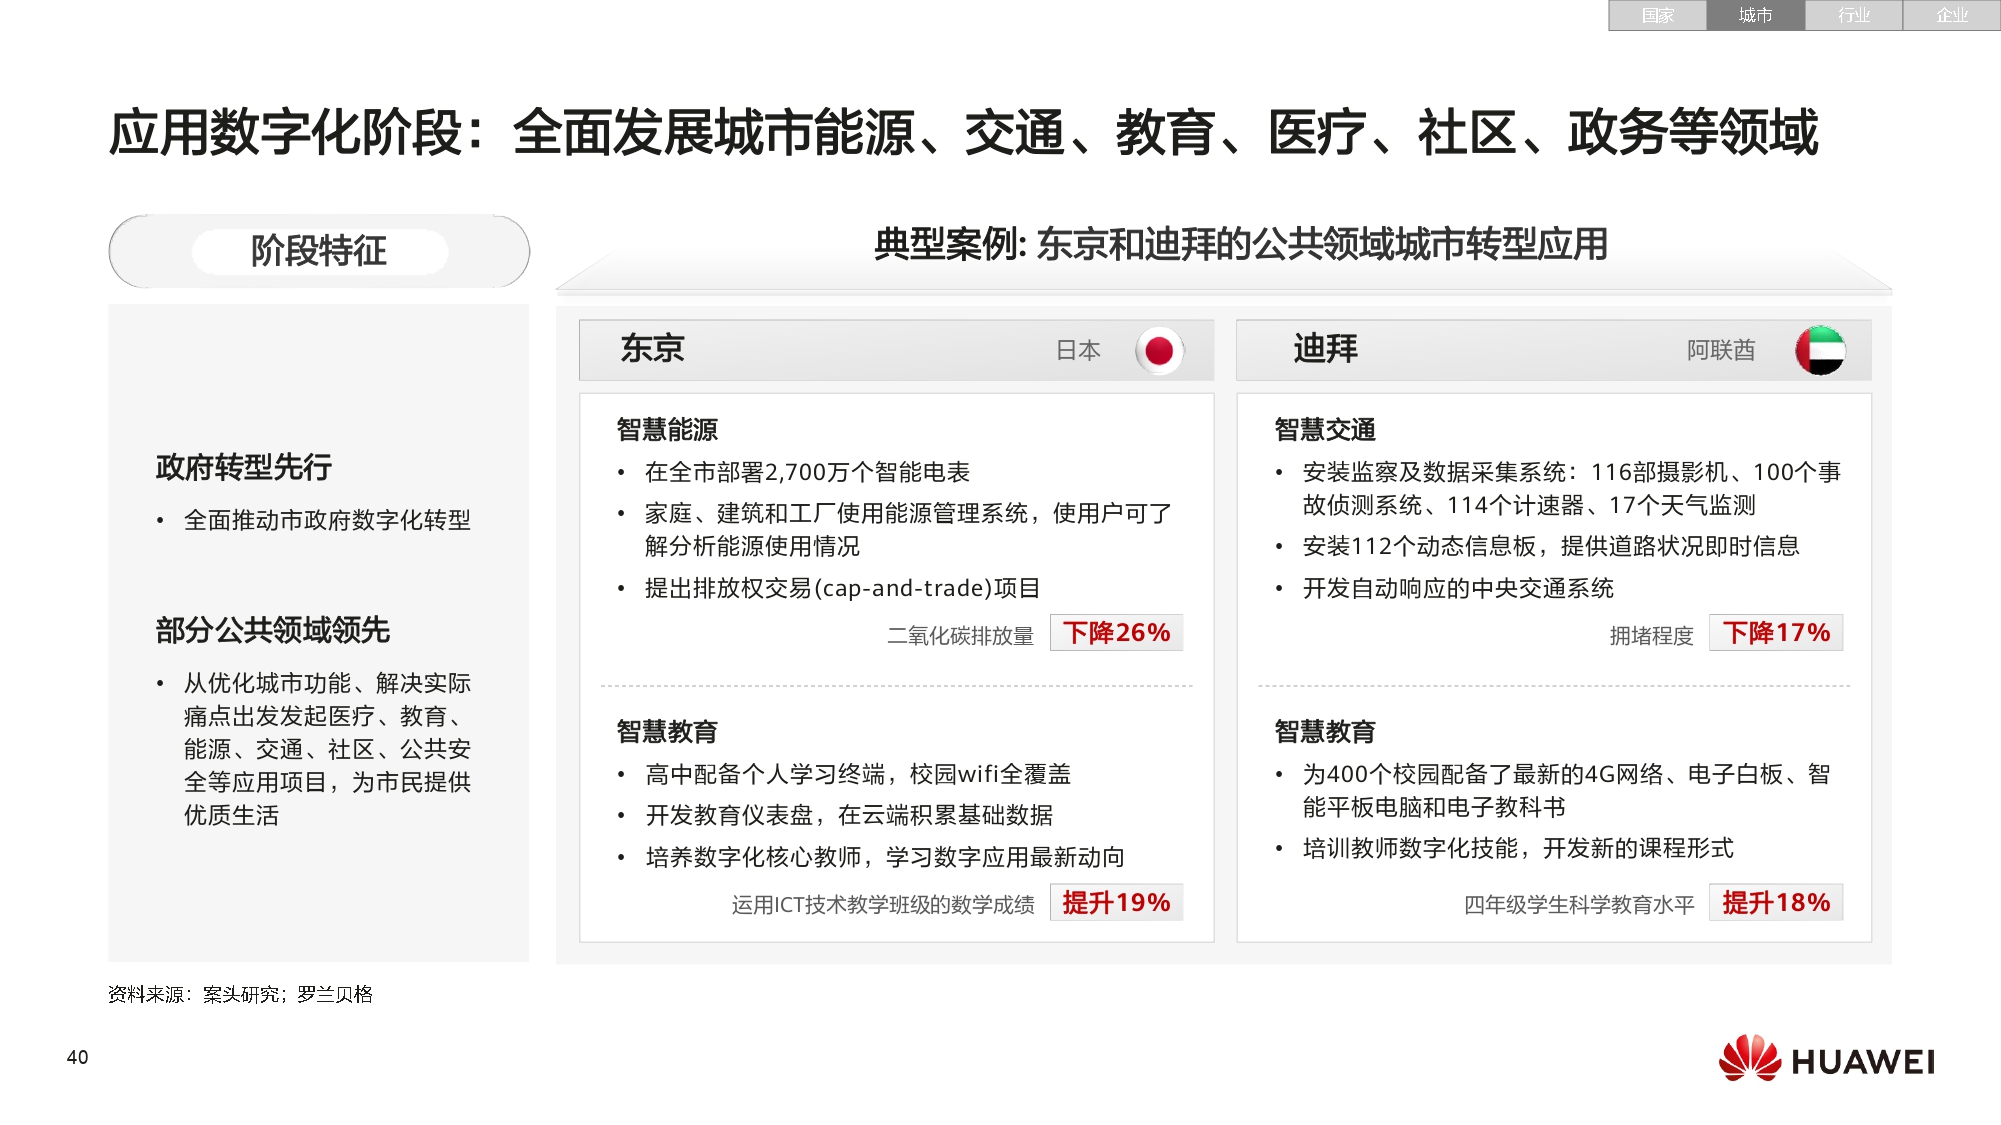 国家 城市 行业 企业
应用数字化阶段：全面发展城市能源、交通、教育、医疗、社区、政务等领域
阶段特征
政府转型先行
• 全面推动市政府数字化转型
部分公共领域领先
• 从优化城市功能、解决实际
痛点出发发起医疗、教育、
能源、交通、社区、公共安
全等应用项目，为市民提供
优质生活
典型案例: 东京和迪拜的公共领域城市转型应用
东京 日本
智慧能源
• 在全市部署2,700万个智能电表
• 家庭、建筑和工厂使用能源管理系统，使用户可了
解分析能源使用情况
• 提出排放权交易(cap-and-trade)项目
二氧化碳排放量 下降26%
智慧教育
• 高中配备个人学习终端，校园wifi全覆盖
• 开发教育仪表盘，在云端积累基础数据
• 培养数字化核心教师，学习数字应用最新动向
运用ICT技术教学班级的数学成绩 提升19%
迪拜 阿联酋
智慧交通
• 安装监察及数据采集系统：116部摄影机、100个事
故侦测系统、114个计速器、17个天气监测
• 安装112个动态信息板，提供道路状况即时信息
• 开发自动响应的中央交通系统
拥堵程度 下降17%
智慧教育
• 为400个校园配备了最新的4G网络、电子白板、智
能平板电脑和电子教科书
• 培训教师数字化技能，开发新的课程形式
四年级学生科学教育水平 提升18%
资料来源：案头研究；罗兰贝格
40
HUAWEI